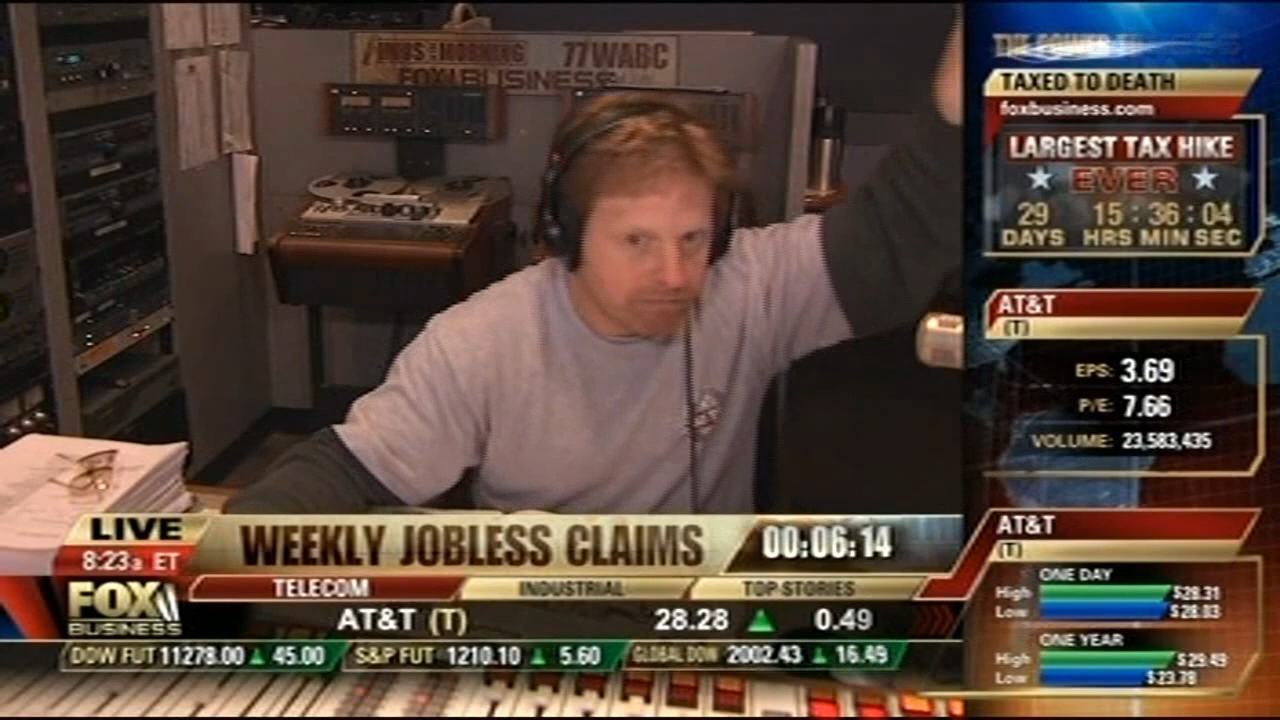 IMUS IN THE MORNING 77WABC
FOX BUSINESS
TAXED TO DEATH
foxbusiness.com
LARGEST TAX HIKE
EVER
29 15:36:04
DAYS HRS MIN SEC
AT&T
(T)
EPS: 3.69
P/E: 7.66
VOLUME: 23,583,435
AT&T
(T)
ONE DAY
High $28.31
Low $28.03
ONE YEAR
High $29.49
Low $23.78
LIVE
8:23a ET
WEEKLY JOBLESS CLAIMS 00:06:14
TELECOM INDUSTRIAL TOP STORIES
FOX
BUSINESS
AT&T (T) 28.28 ▲ 0.49
DOW FUT 11278.00 ▲ 45.00 S&P FUT 1210.10 ▲ 5.60 GLOBAL DOW 2002.43 ▲ 16.49